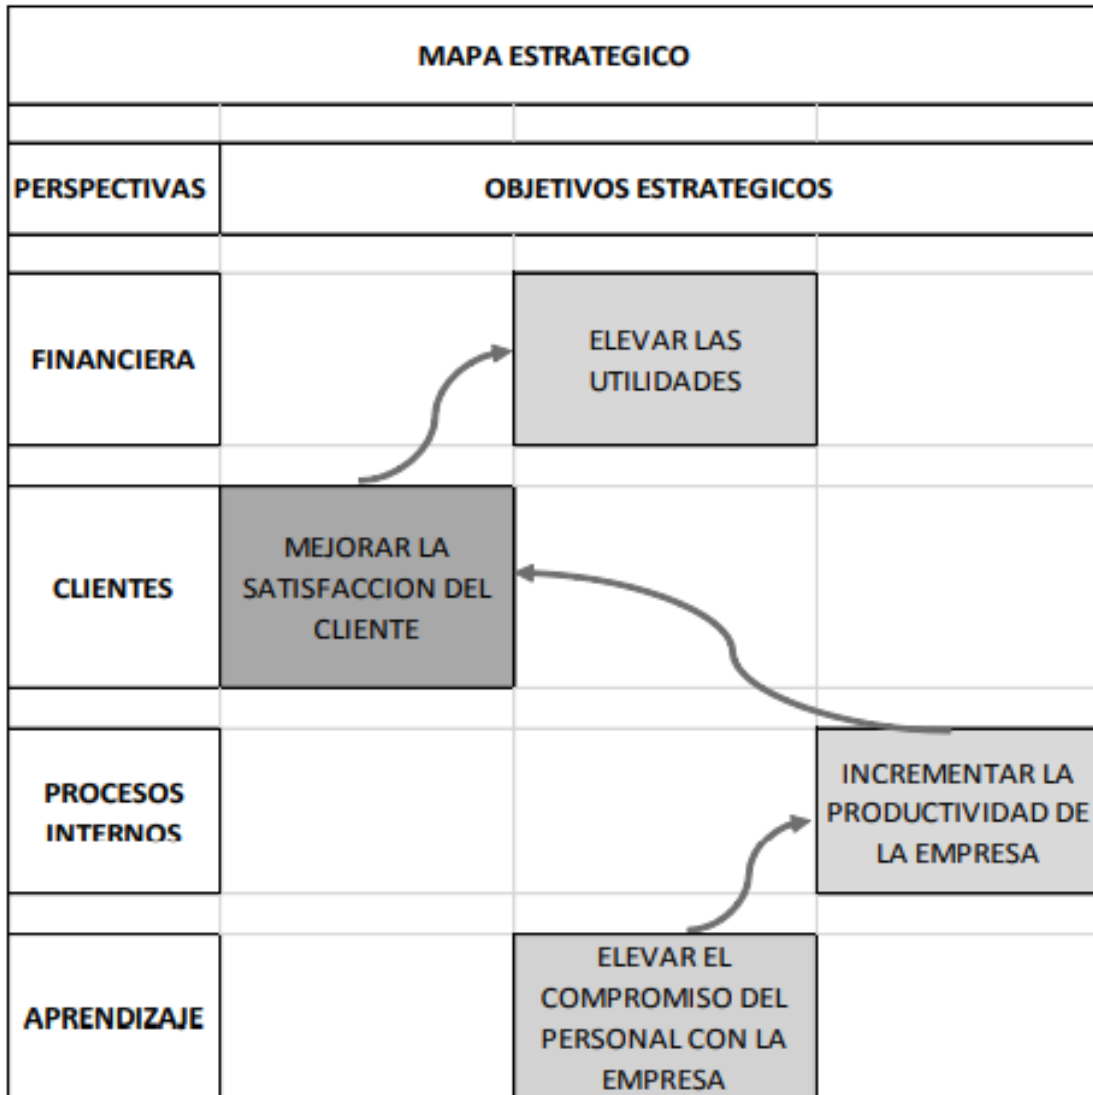 MAPA ESTRATEGICO
PERSPECTIVAS
OBJETIVOS ESTRATEGICOS
FINANCIERA
ELEVAR LAS
UTILIDADES
CLIENTES
MEJORAR LA
SATISFACCION DEL
CLIENTE
PROCESOS
INTERNOS
INCREMENTAR LA
PRODUCTIVIDAD DE
LA EMPRESA
APRENDIZAJE
ELEVAR EL
COMPROMISO DEL
PERSONAL CON LA
EMPRESA